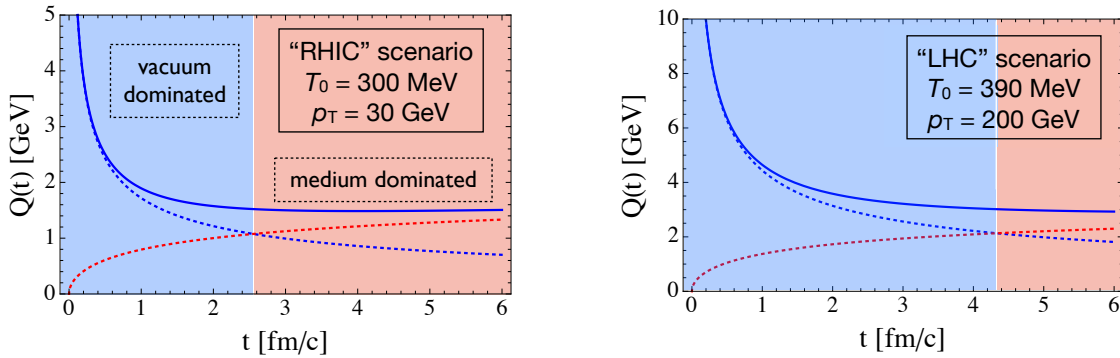 5
4
3
2
1
0
Q(t) [GeV]
vacuum
dominated
“RHIC” scenario
T0 = 300 MeV
pT = 30 GeV
medium dominated
0 1 2 3 4 5 6
t [fm/c]
10
8
6
4
2
0
Q(t) [GeV]
“LHC” scenario
T0 = 390 MeV
pT = 200 GeV
0 1 2 3 4 5 6
t [fm/c]